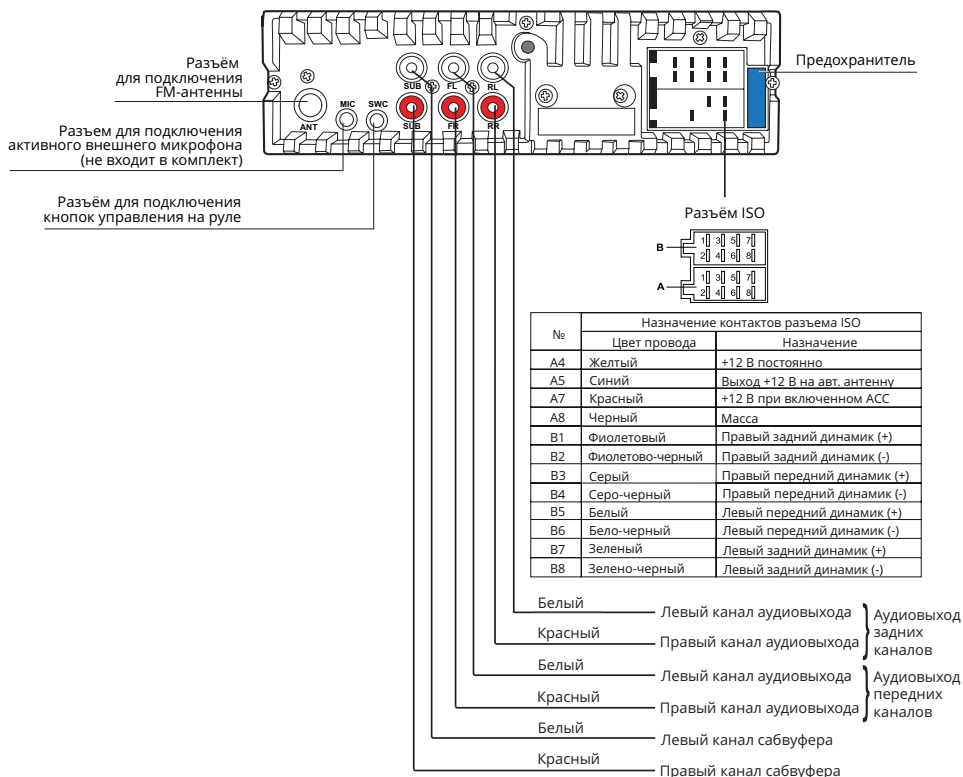 Разъём
для подключения
FM-антенны
Разъем для подключения
активного внешнего микрофона
(не входит в комплект)
Разъём для подключения
кнопок управления на руле
ANT
MIC
SWC
SUB
FL
RL
SUB
FR
RR
Предохранитель
Разъём ISO
B
1 3 5 7
2 4 6 8
A
1 3 5 7
2 4 6 8
№ Назначение контактов разъема ISO
Цвет провода Назначение
A4 Желтый +12 В постоянно
A5 Синий Выход +12 В на авт. антенну
A7 Красный +12 В при включенном ACC
A8 Черный Масса
B1 Фиолетовый Правый задний динамик (+)
B2 Фиолетово-черный Правый задний динамик (-)
B3 Серый Правый передний динамик (+)
B4 Серо-черный Правый передний динамик (-)
B5 Белый Левый передний динамик (+)
B6 Бело-черный Левый передний динамик (-)
B7 Зеленый Левый задний динамик (+)
B8 Зелено-черный Левый задний динамик (-)
Белый Левый канал аудиовыхода
Красный Правый канал аудиовыхода
Аудиовыход
задних
каналов
Белый Левый канал аудиовыхода
Красный Правый канал аудиовыхода
Аудиовыход
передних
каналов
Белый Левый канал сабвуфера
Красный Правый канал сабвуфера